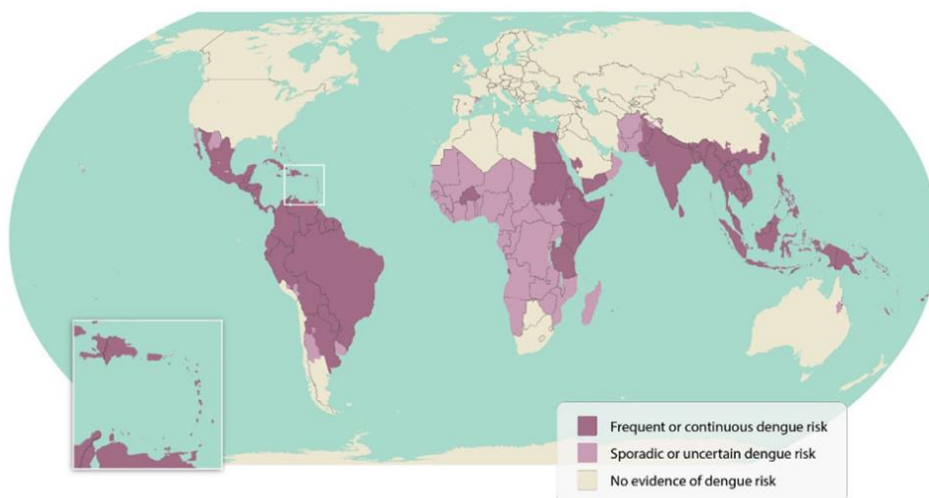 Frequent or continuous dengue risk
Sporadic or uncertain dengue risk
No evidence of dengue risk